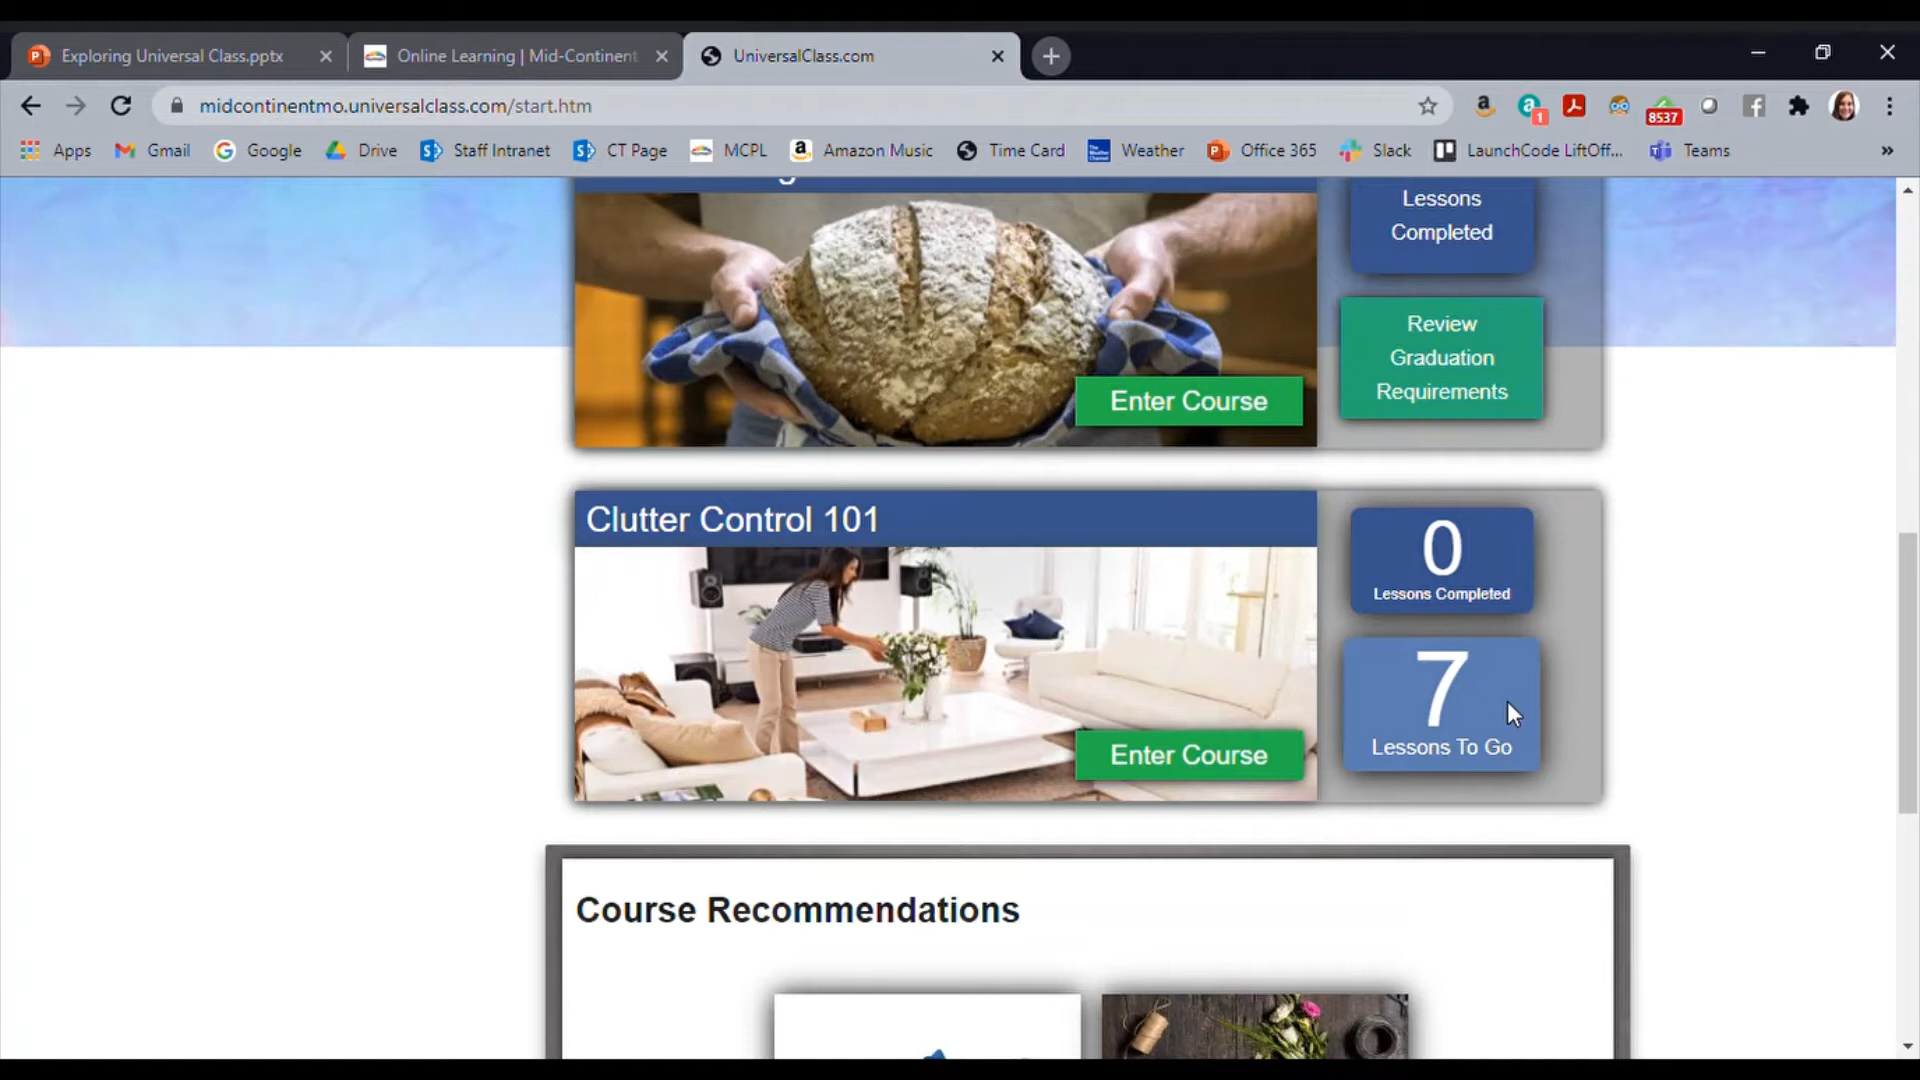 Exploring Universal Class.pptx
Online Learning | Mid-Continent
UniversalClass.com
midcontinentmo.universalclass.com/start.htm
1
8537
Apps
Gmail
Google
Drive
Staff Intranet
CT Page
MCPL
Amazon Music
Time Card
Weather
Office 365
Slack
LaunchCode LiftOff...
Teams
»
Lessons
Completed
Review
Graduation
Requirements
Enter Course
Clutter Control 101
0
Lessons Completed
7
Lessons To Go
Enter Course
Course Recommendations